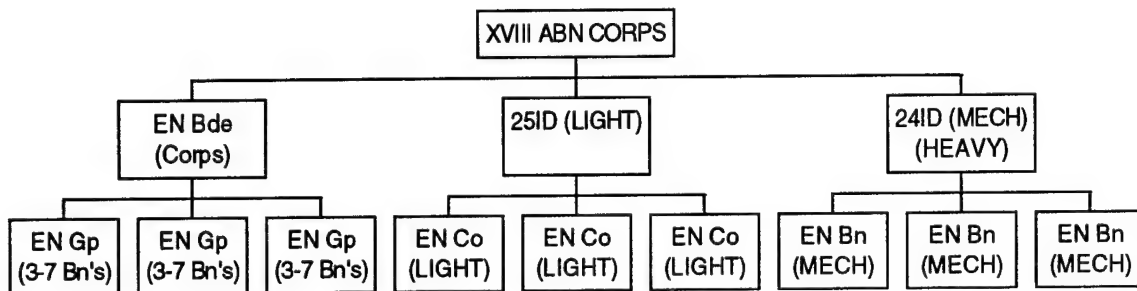 XVIII ABN CORPS
EN Bde
(Corps)
25ID (LIGHT)
24ID (MECH)
(HEAVY)
EN Gp
(3-7 Bn's)
EN Gp
(3-7 Bn's)
EN Gp
(3-7 Bn's)
EN Co
(LIGHT)
EN Co
(LIGHT)
EN Co
(LIGHT)
EN Bn
(MECH)
EN Bn
(MECH)
EN Bn
(MECH)